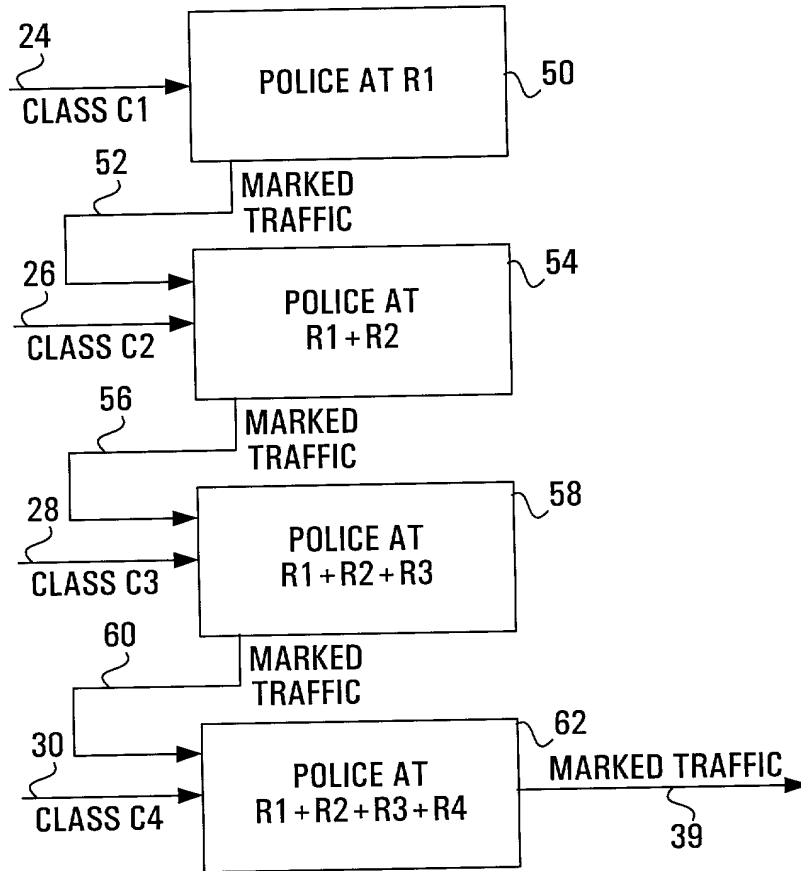 24
POLICE AT R1
50
CLASS C1
52
MARKED
TRAFFIC
54
26
POLICE AT
R1+R2
CLASS C2
56
MARKED
TRAFFIC
58
28
POLICE AT
R1+R2+R3
CLASS C3
60
MARKED
TRAFFIC
62
30
POLICE AT
R1+R2+R3+R4
MARKED TRAFFIC
CLASS C4
39